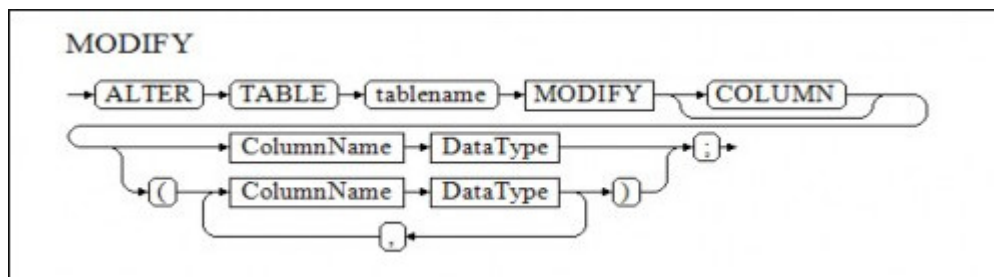 MODIFY
ALTER TABLE tablename MODIFY COLUMN
ColumnName DataType ;
( ColumnName DataType )
,